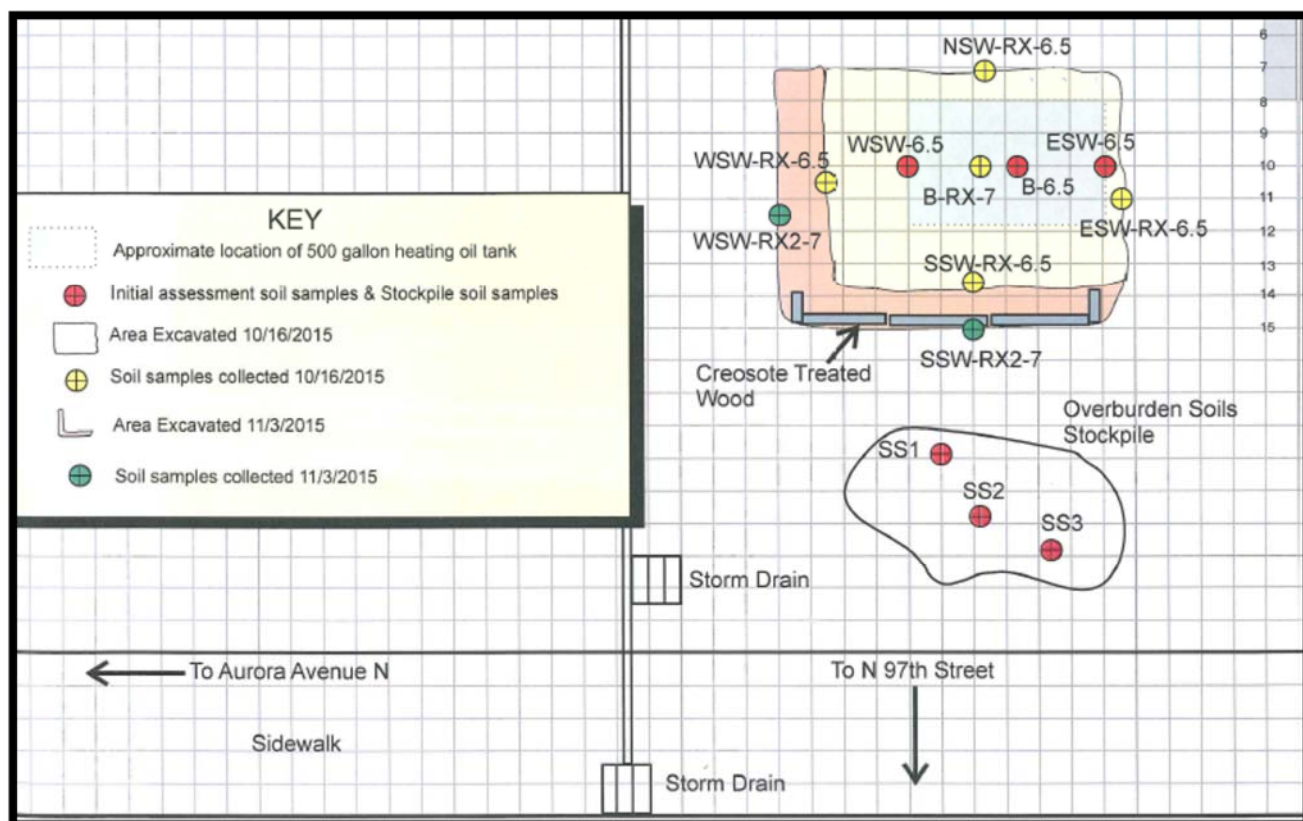 6
NSW-RX-6.5
7
8
9
WSW-RX-6.5
WSW-6.5
ESW-6.5
10
B-RX-7
B-6.5
11
WSW-RX2-7
ESW-RX-6.5
12
SSW-RX-6.5
13
14
15
SSW-RX2-7
Creosote Treated
Wood
KEY
Approximate location of 500 gallon heating oil tank
Initial assessment soil samples & Stockpile soil samples
Area Excavated 10/16/2015
Soil samples collected 10/16/2015
Area Excavated 11/3/2015
Soil samples collected 11/3/2015
Overburden Soils
Stockpile
SS1
SS2
SS3
Storm Drain
To Aurora Avenue N
To N 97th Street
Sidewalk
Storm Drain